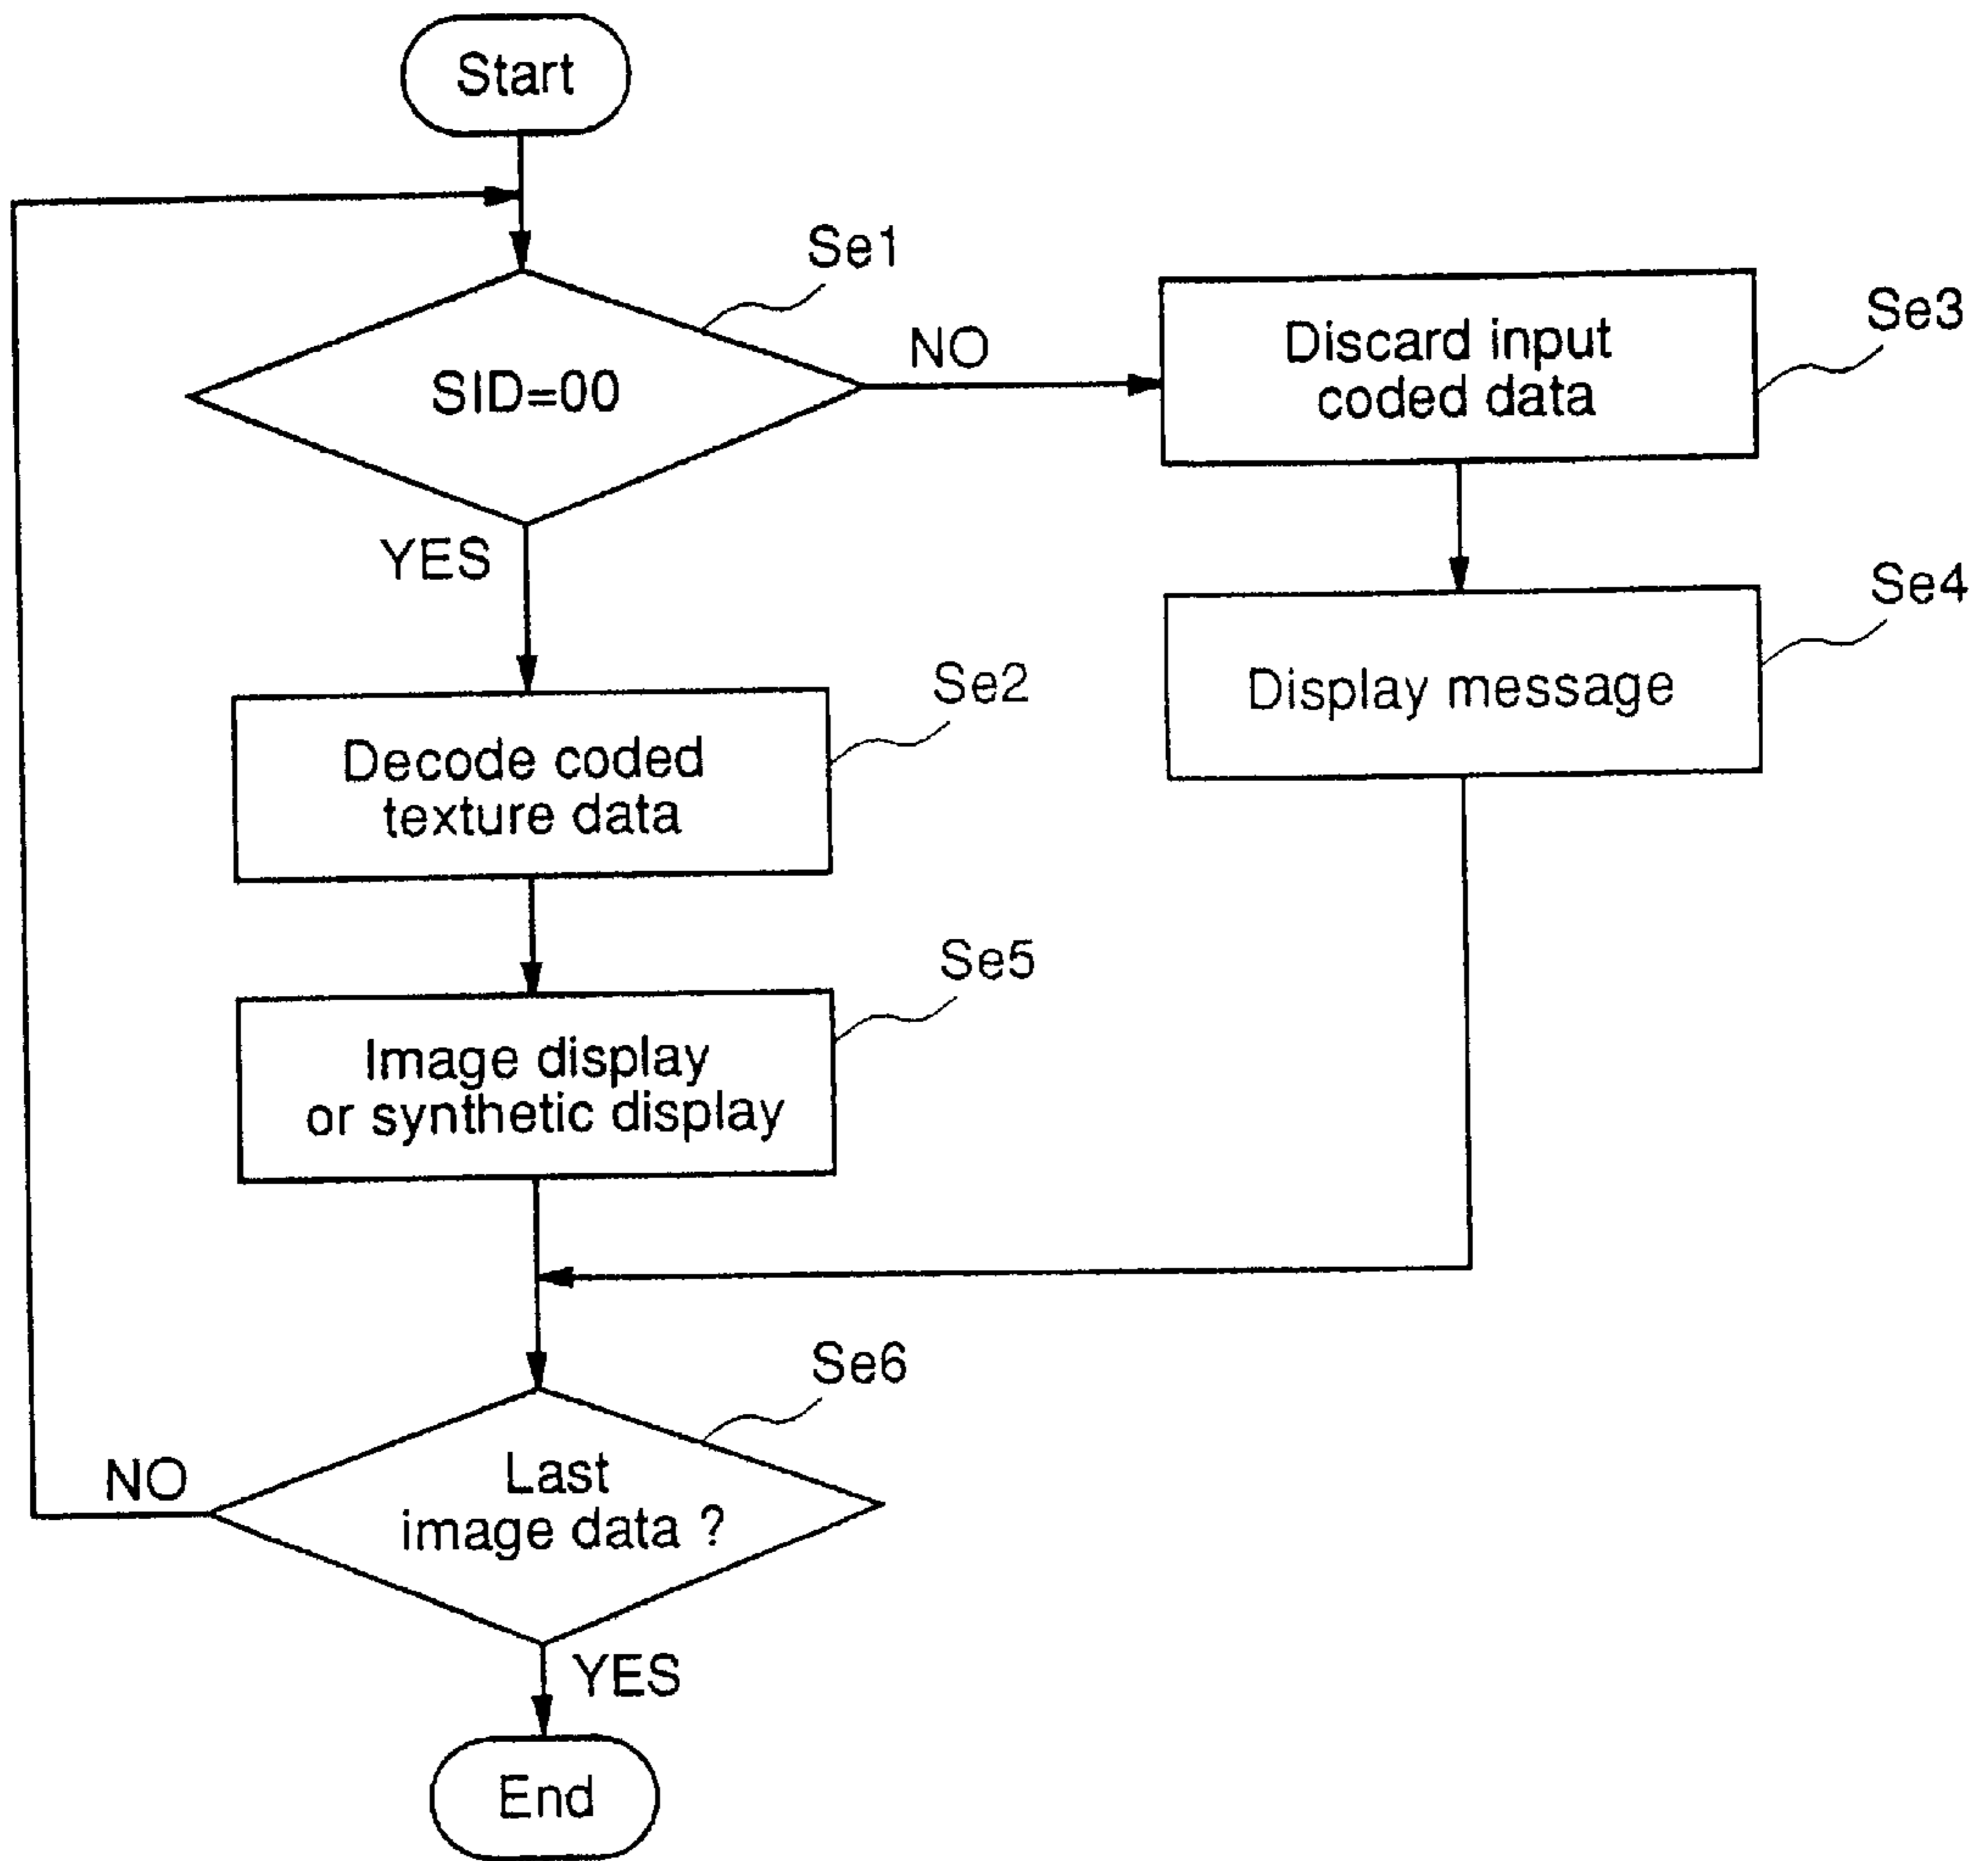 Start
Se1
SID=00
NO
Discard input
coded data
Se3
Display message
Se4
YES
Decode coded
texture data
Se2
Image display
or synthetic display
Se5
Last
image data ?
Se6
NO
YES
End